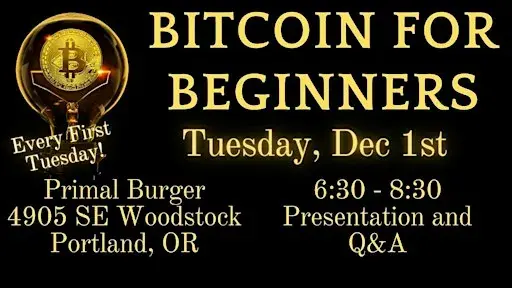 BITCOIN FOR
BEGINNERS
Tuesday, Dec 1st
Every First
Tuesday!
Primal Burger
4905 SE Woodstock
Portland, OR
6:30 - 8:30
Presentation and
Q&A